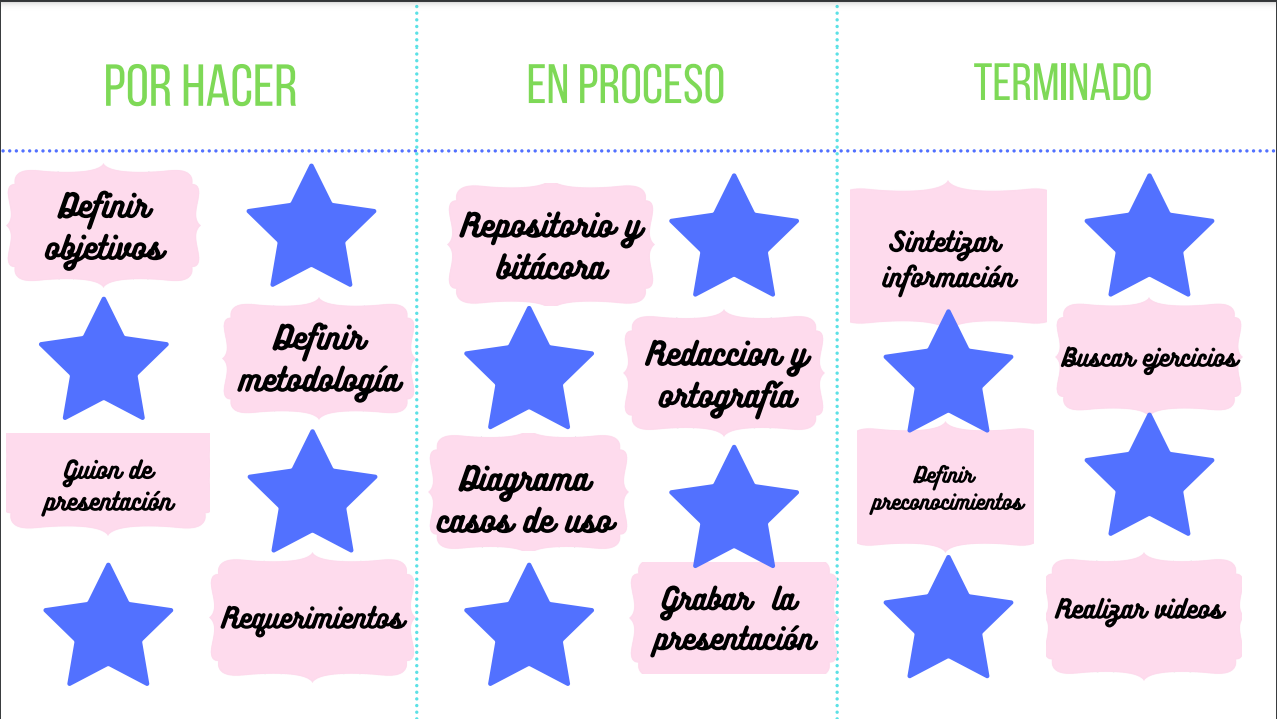 POR HACER
EN PROCESO
TERMINADO
Definir
objetivos
Definir
metodología
Guion de
presentación
Requerimientos
Repositorio y
bitácora
Redaccion y
ortografía
Diagrama
casos de uso
Grabar la
presentación
Sintetizar
información
Buscar ejercicios
Definir
preconocimientos
Realizar videos